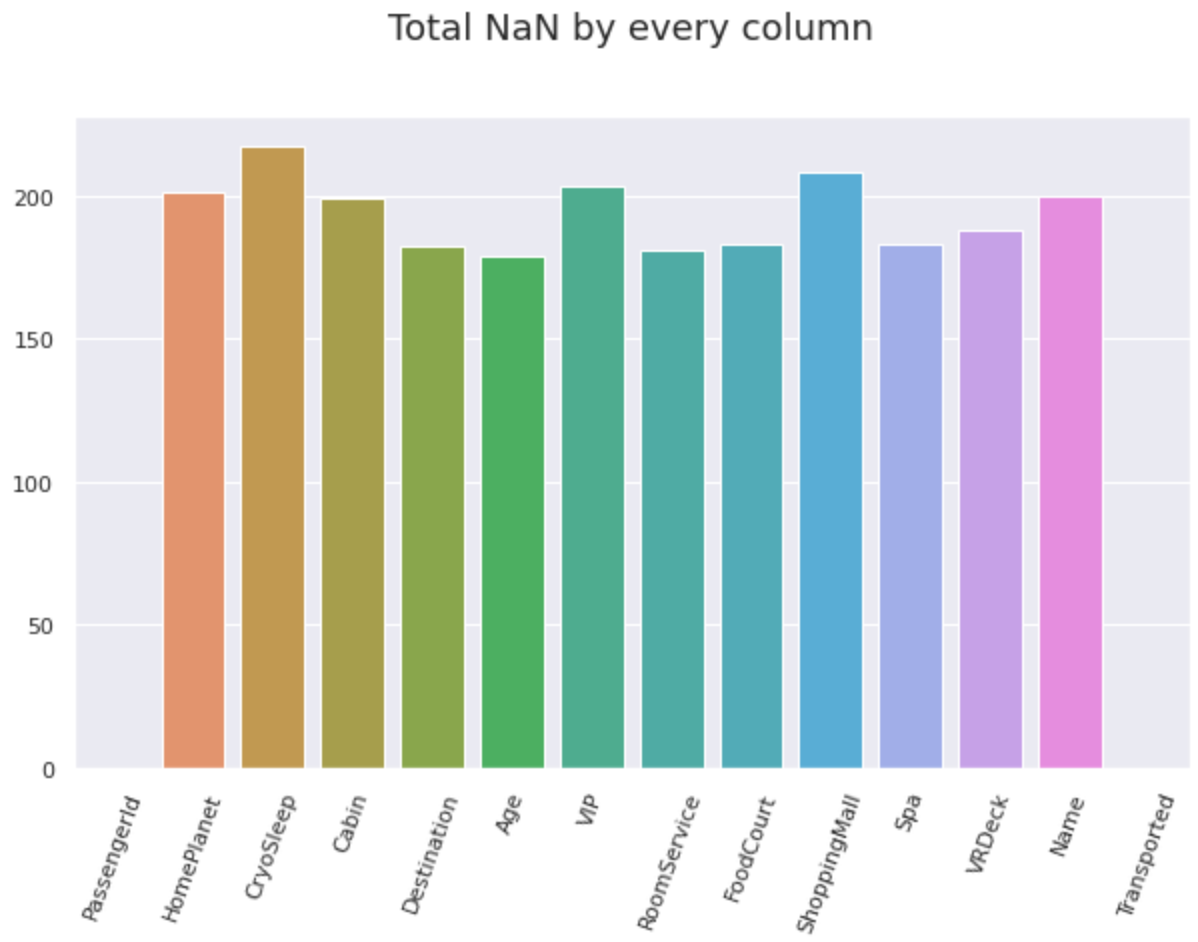 Total NaN by every column
200
150
100
50
0
PassengerId
HomePlanet
CryoSleep
Cabin
Destination
Age
VIP
RoomService
FoodCourt
ShoppingMall
Spa
VRDeck
Name
Transported